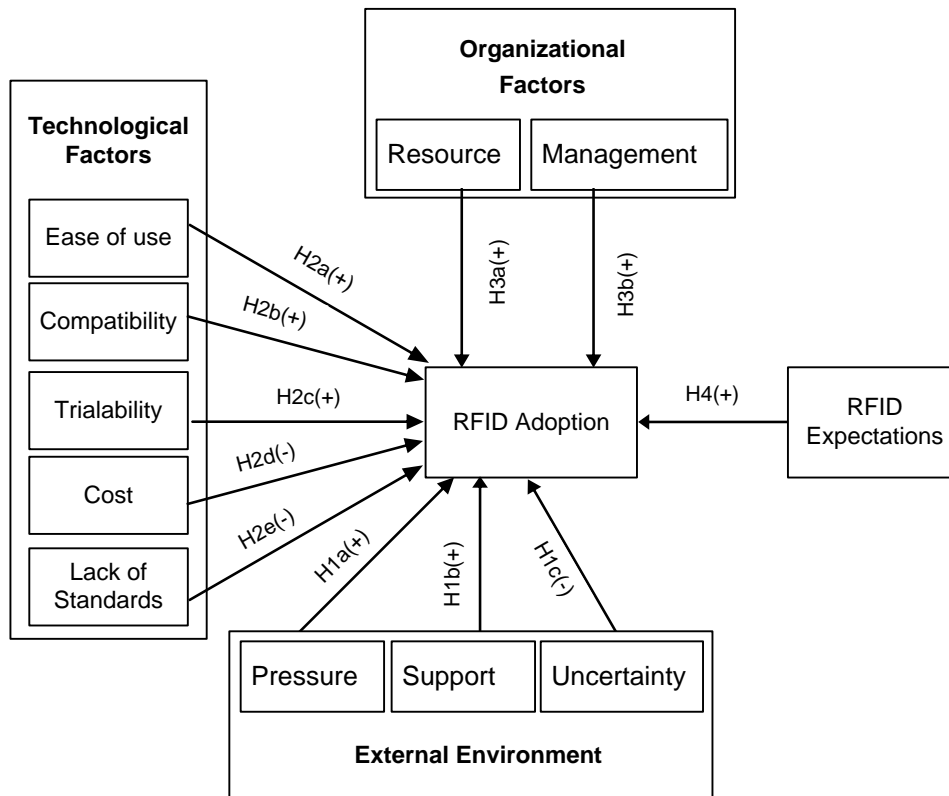 Organizational
Factors
Resource
Management
Technological
Factors
Ease of use
Compatibility
Trialability
Cost
Lack of
Standards
H2a(+)
H2b(+)
H2c(+)
H2d(-)
H2e(-)
H3a(+)
H3b(+)
RFID Adoption
H4(+)
RFID
Expectations
H1a(+)
H1b(+)
H1c(-)
Pressure
Support
Uncertainty
External Environment